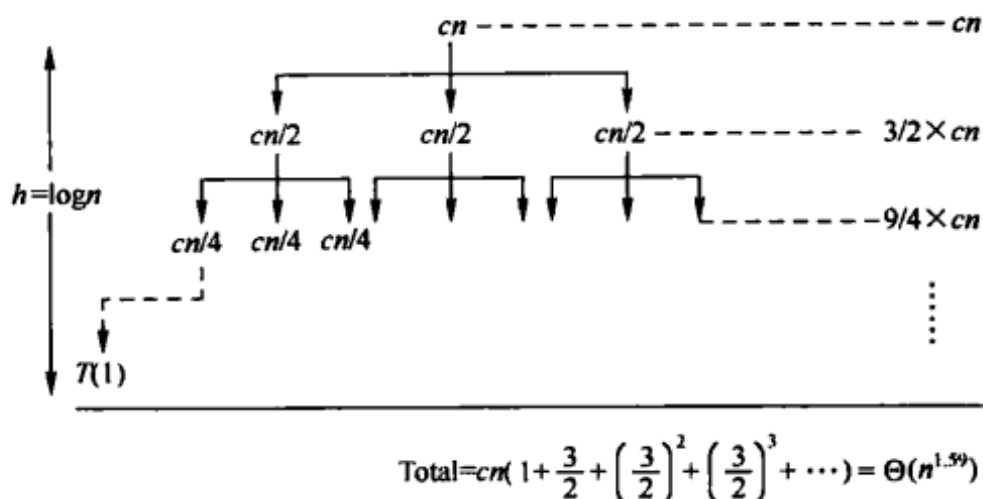 cn cn
cn/2 cn/2 cn/2 3/2×cn
h=logn
cn/4 cn/4 cn/4 9/4×cn
T(1)
Total=cn(1+3/2+(3/2)^2+(3/2)^3+⋯)=Θ(n^1.59)